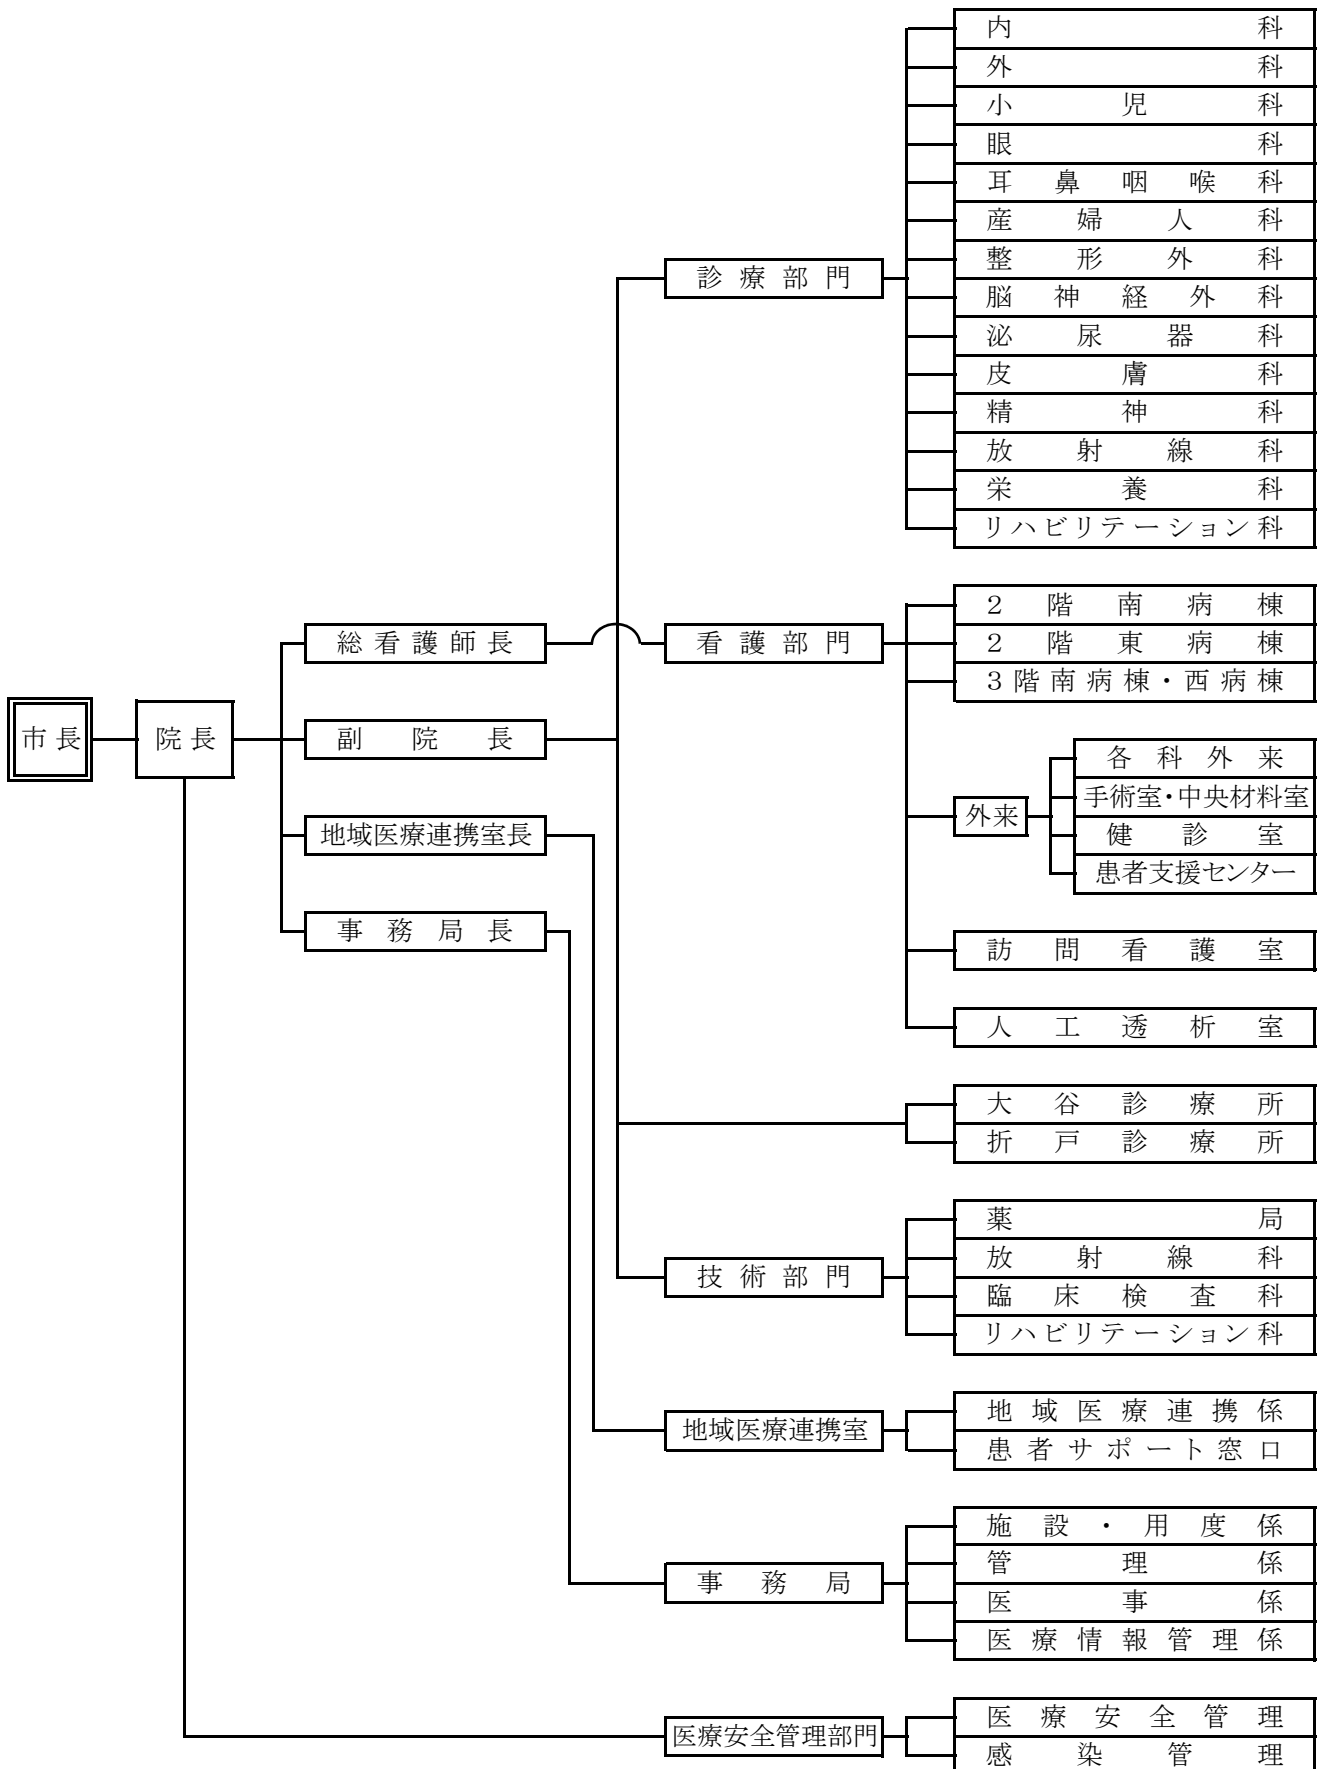 市長
院長
総看護師長
副院長
地域医療連携室長
事務局長
診療部門
内科
外科
小児科
眼科
耳鼻咽喉科
産婦人科
整形外科
脳神経外科
泌尿器科
皮膚科
精神科
放射線科
栄養科
リハビリテーション科
看護部門
2階南病棟
2階東病棟
3階南病棟・西病棟
外来
各科外来
手術室・中央材料室
健診室
患者支援センター
訪問看護室
人工透析室
大谷診療所
折戸診療所
技術部門
薬局
放射線科
臨床検査科
リハビリテーション科
地域医療連携室
地域医療連携係
患者サポート窓口
事務局
施設・用度係
管理係
医事係
医療情報管理係
医療安全管理部門
医療安全管理
感染管理